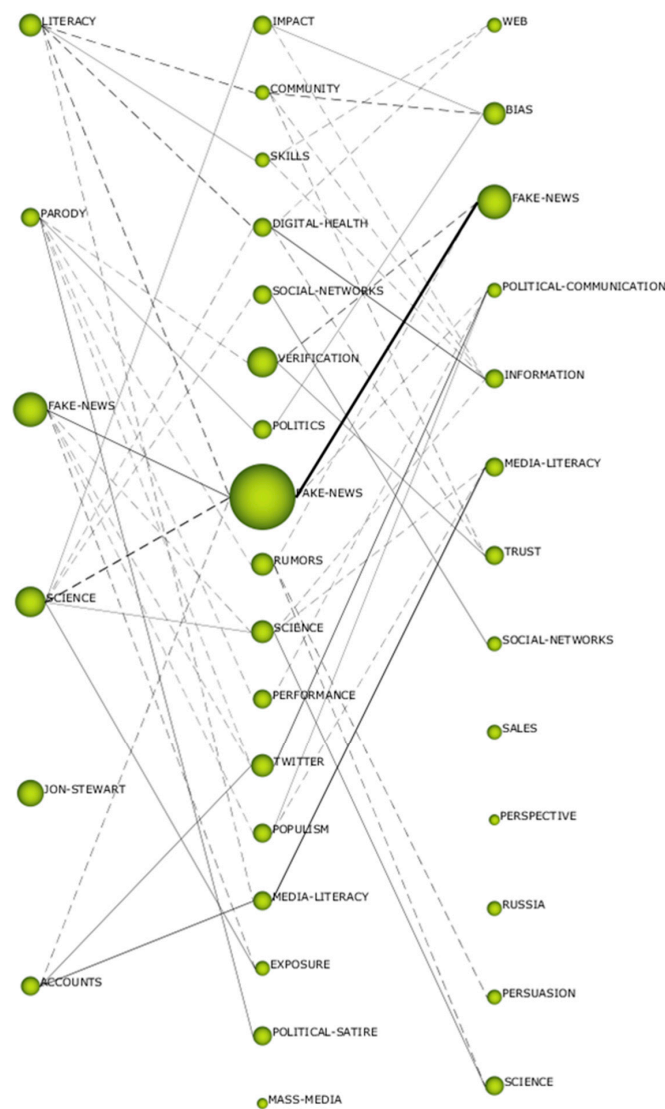 LITERACY
PARODY
FAKE-NEWS
SCIENCE
JON-STEWART
ACCOUNTS
IMPACT
COMMUNITY
SKILLS
DIGITAL-HEALTH
SOCIAL-NETWORKS
VERIFICATION
POLITICS
FAKE-NEWS
RUMORS
SCIENCE
PERFORMANCE
TWITTER
POPULISM
MEDIA-LITERACY
EXPOSURE
POLITICAL-SATIRE
MASS-MEDIA
WEB
BIAS
FAKE-NEWS
POLITICAL-COMMUNICATION
INFORMATION
MEDIA-LITERACY
TRUST
SOCIAL-NETWORKS
SALES
PERSPECTIVE
RUSSIA
PERSUASION
SCIENCE